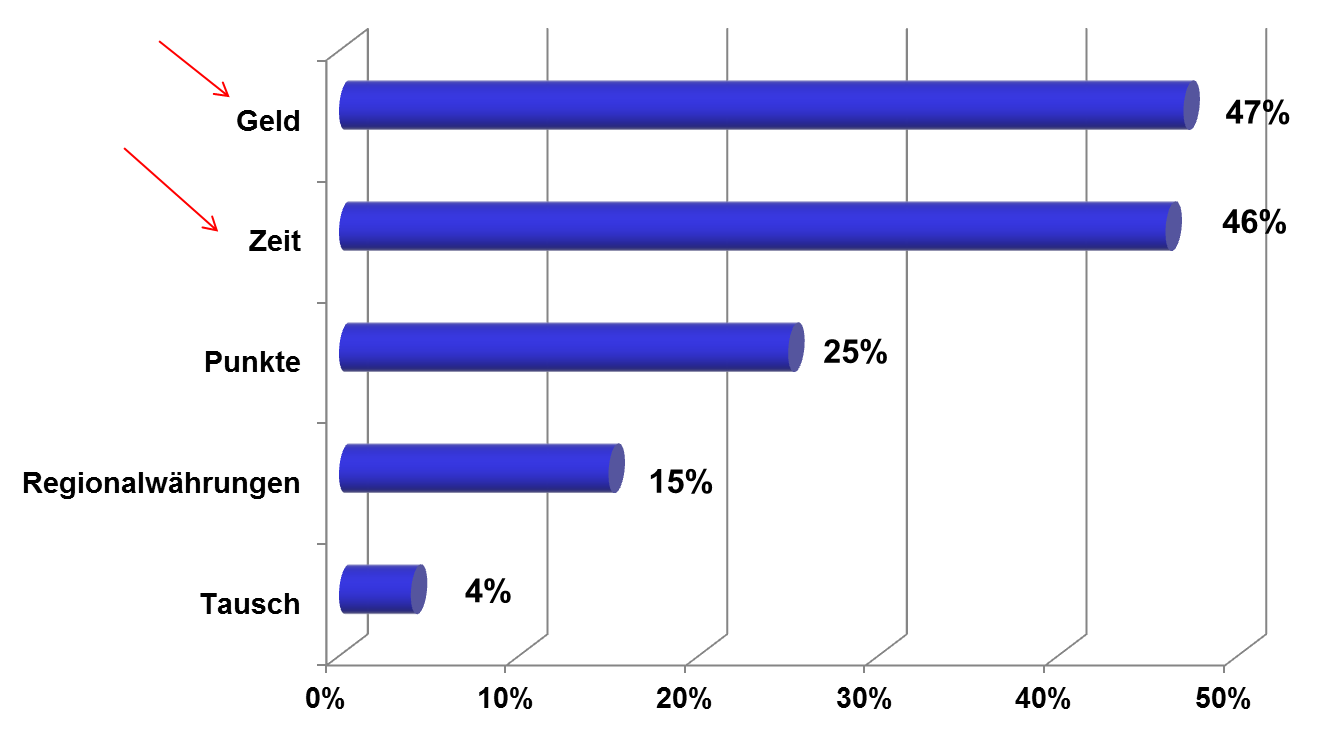 Geld 47%
Zeit 46%
Punkte 25%
Regionalwährungen 15%
Tausch 4%
0% 10% 20% 30% 40% 50%